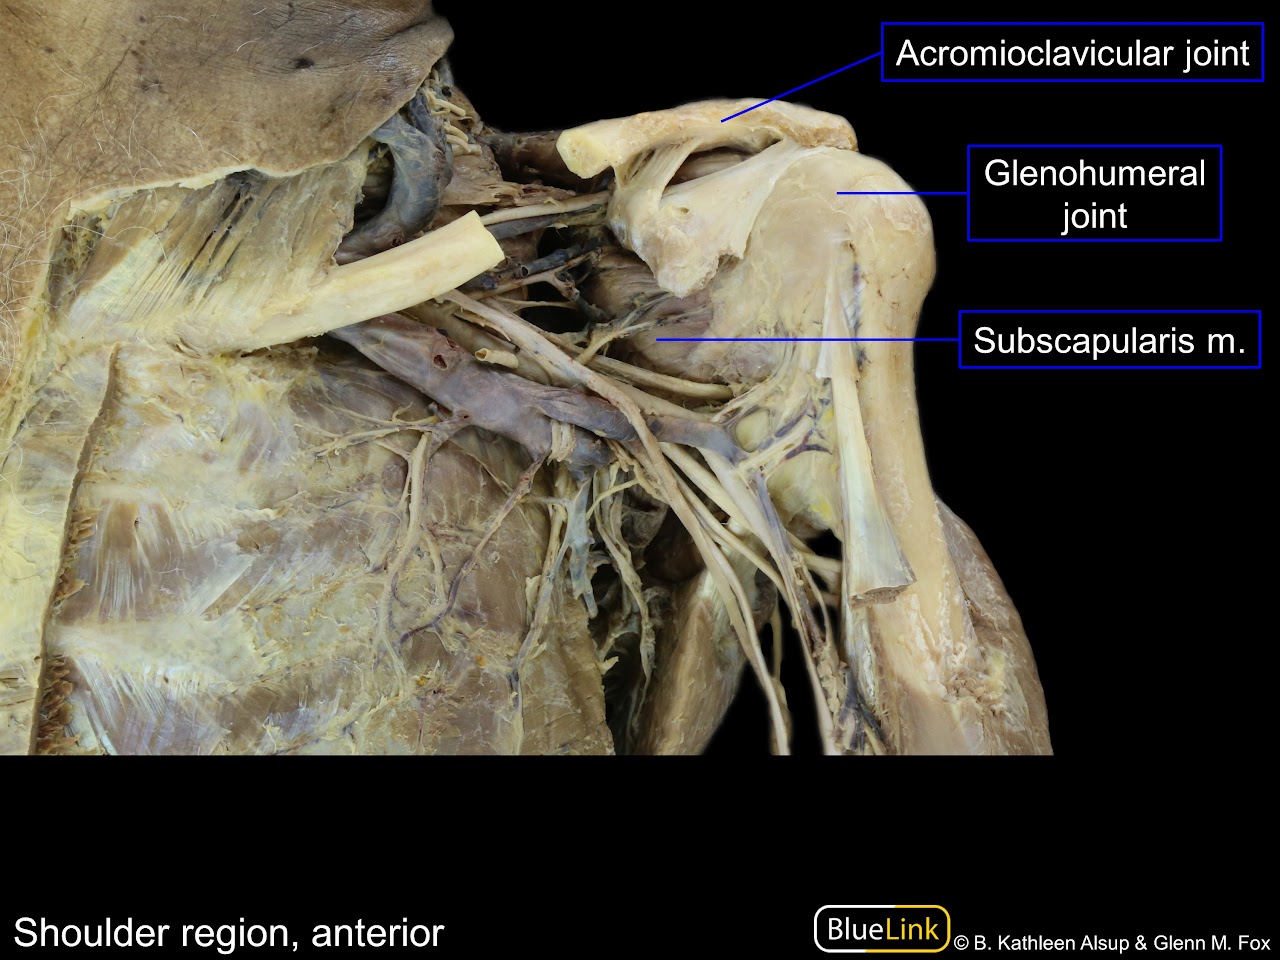 Acromioclavicular joint
Glenohumeral
joint
Subscapularis m.
Shoulder region, anterior
BlueLink
© B. Kathleen Alsup & Glenn M. Fox